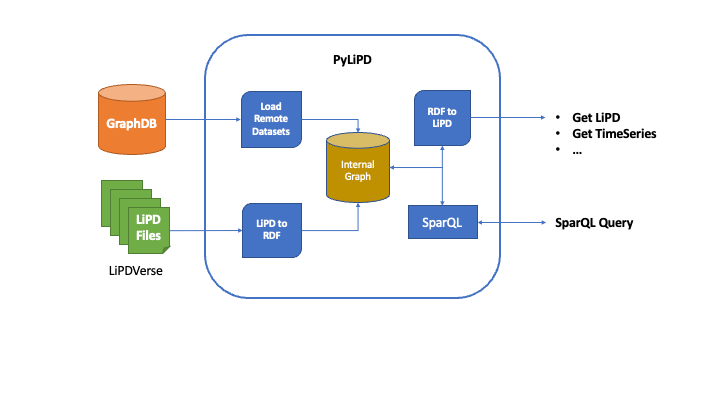 PyLiPD
GraphDB
Load
Remote
Datasets
RDF to
LiPD
• Get LiPD
• Get TimeSeries
• ...
Internal
Graph
LiPD
Files
LiPD to
RDF
SparQL
SparQL Query
LiPDVerse